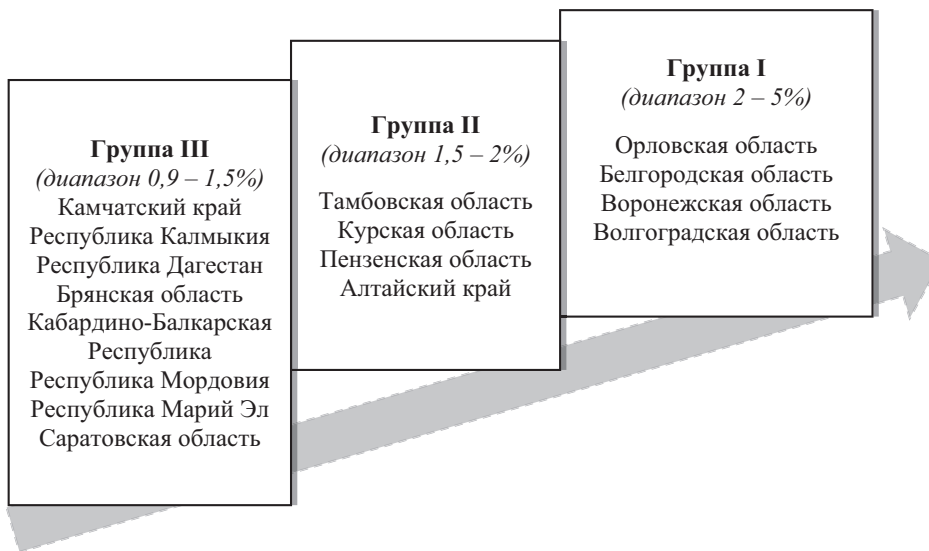 Группа III
(диапазон 0,9 – 1,5%)
Камчатский край
Республика Калмыкия
Республика Дагестан
Брянская область
Кабардино-Балкарская
Республика
Республика Мордовия
Республика Марий Эл
Саратовская область
Группа II
(диапазон 1,5 – 2%)
Тамбовская область
Курская область
Пензенская область
Алтайский край
Группа I
(диапазон 2 – 5%)
Орловская область
Белгородская область
Воронежская область
Волгоградская область